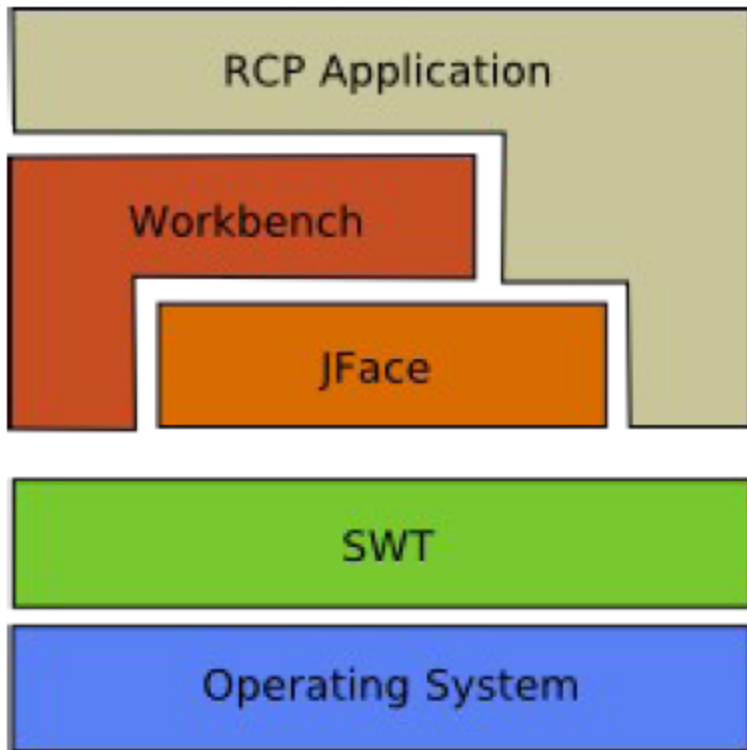 RCP Application
Workbench
JFace
SWT
Operating System